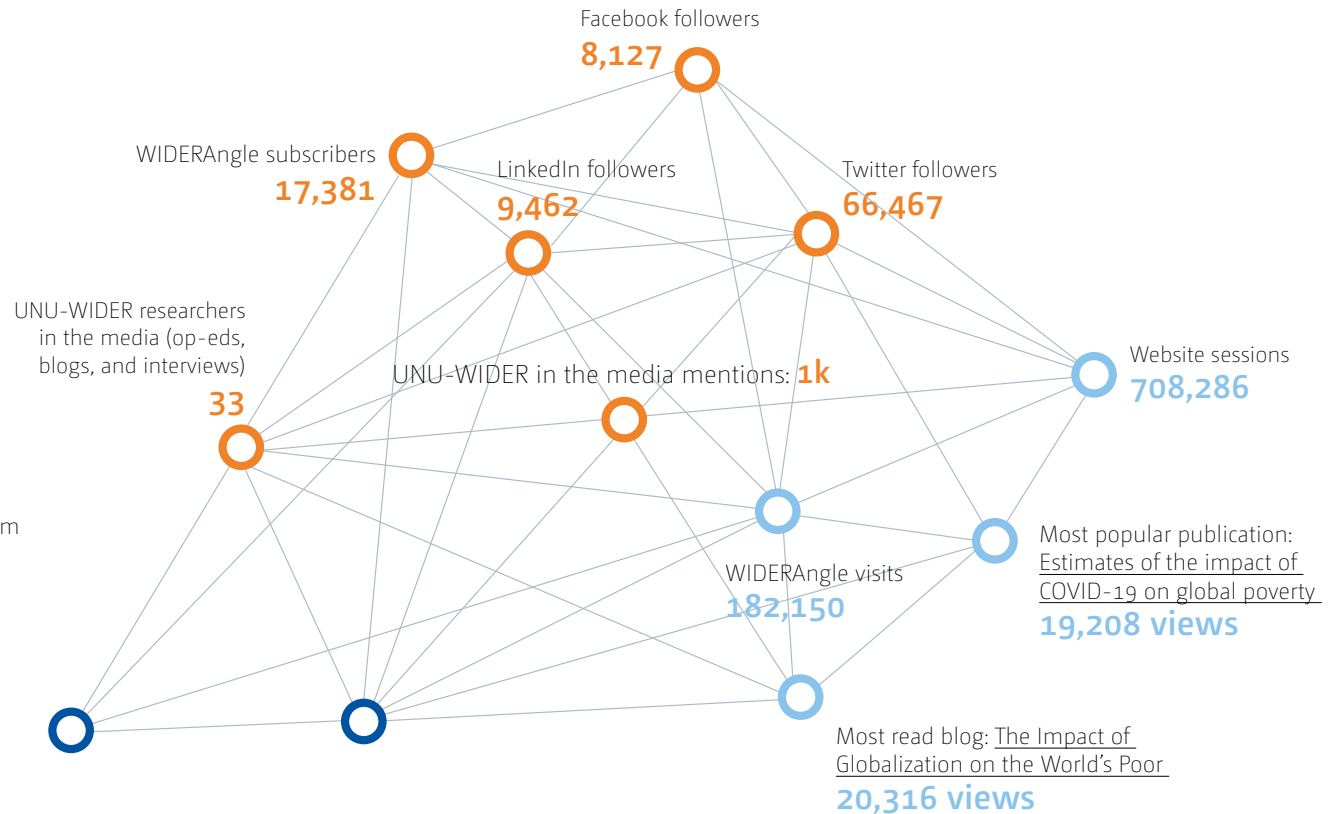 Facebook followers
8,127
WIDERAngle subscribers
17,381
LinkedIn followers
9,462
Twitter followers
66,467
UNU-WIDER researchers
in the media (op-eds,
blogs, and interviews)
33
UNU-WIDER in the media mentions: 1k
Website sessions
708,286
m
WIDERAngle visits
182,150
Most popular publication:
Estimates of the impact of
COVID-19 on global poverty
19,208 views
Most read blog: The Impact of
Globalization on the World's Poor
20,316 views